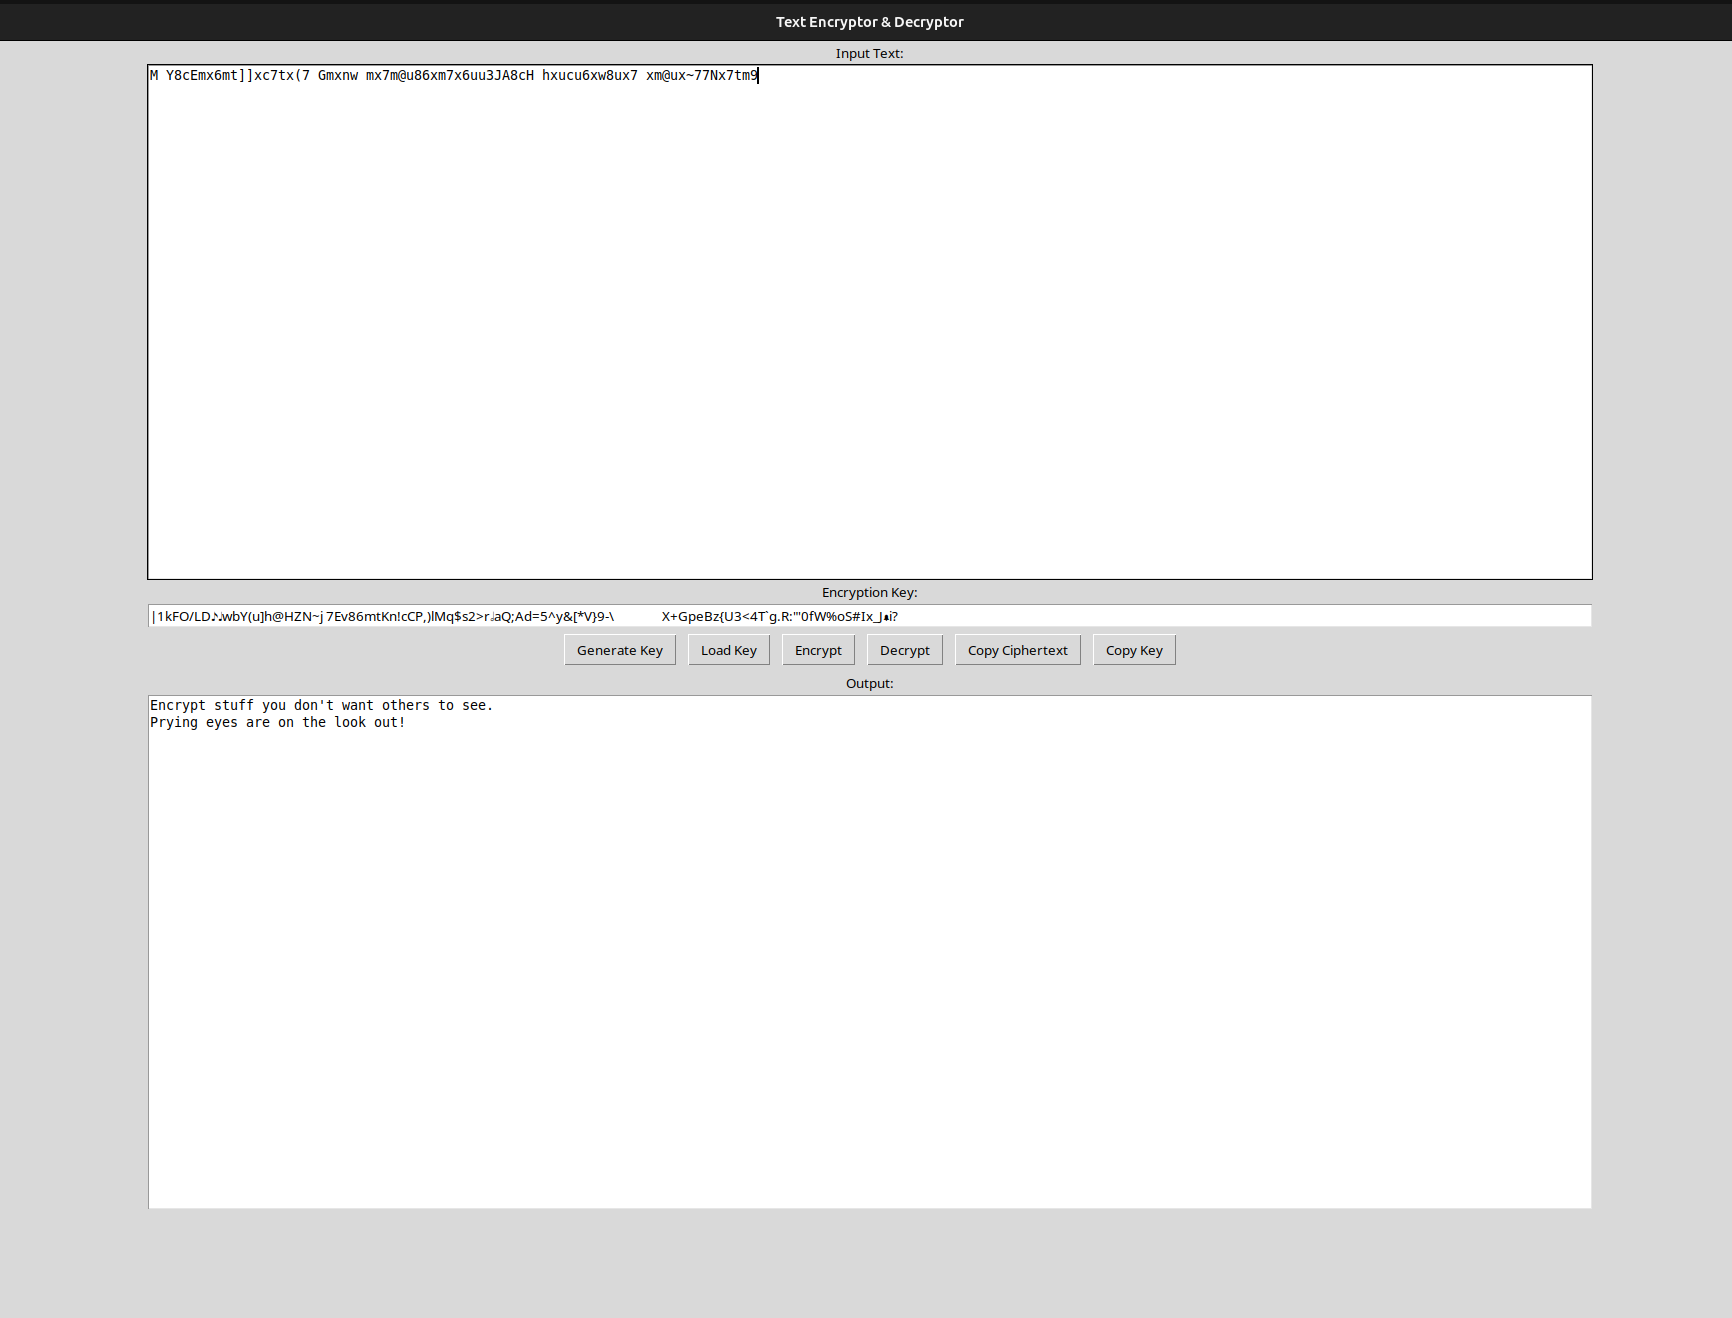 Text Encryptor & Decryptor
Input Text:
M Y8cEmx6mt]]xc7tx(7 Gmxnw mx7m@u86xm7x6uu3JA8cH hxucu6xw8ux7 xm@ux~77Nx7tm9
Encryption Key:
|1kFO/LD♪♪wbY(u]h@HZN~j 7Ev86mtKn!cCP,)lMq$s2>r aQ;Ad=5^y&[*V}9-\ X+GpeBz{U3<4T`g.R:'"0fW%oS#Ix_J i?
Generate Key
Load Key
Encrypt
Decrypt
Copy Ciphertext
Copy Key
Output:
Encrypt stuff you don't want others to see.
Prying eyes are on the look out!